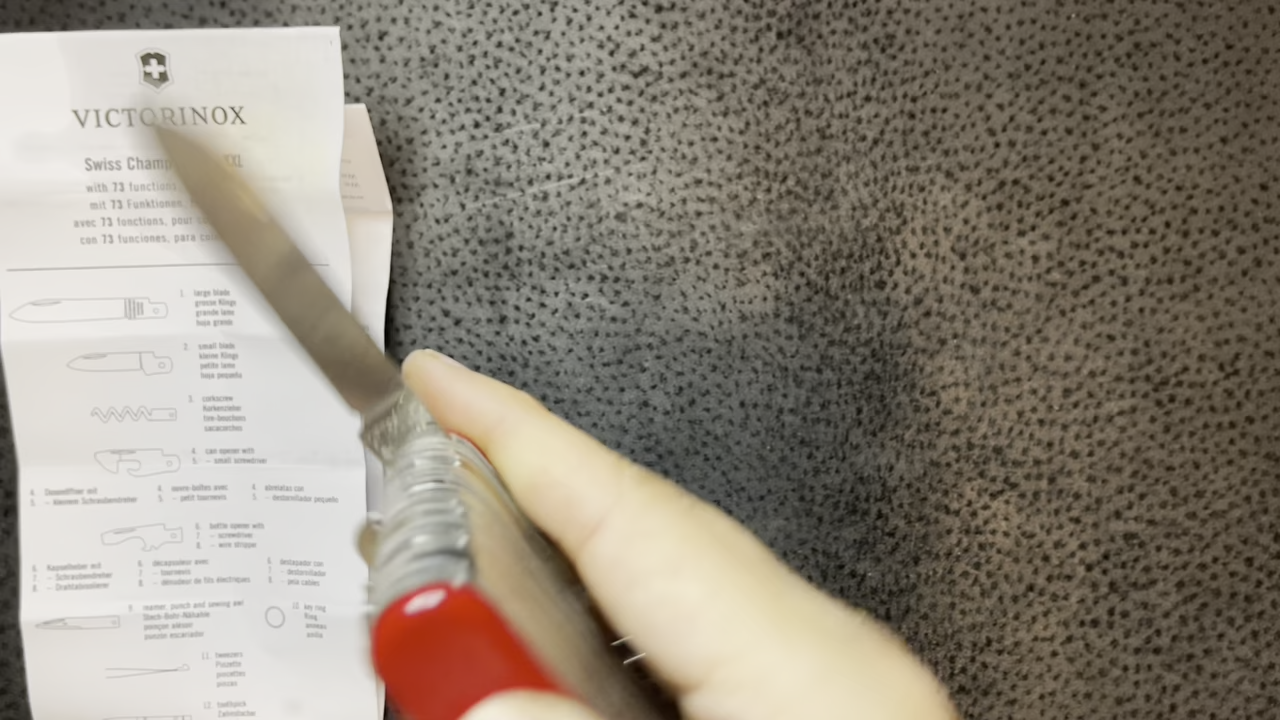 VICTORINOX
Swiss Champ XXL
with 73 functions
mit 73 Funktionen,
avec 73 fonctions, pour
con 73 funciones, para
1. large blade
grosse Klinge
grande lame
hoja grande
2. small blade
kleine Klinge
petite lame
hoja pequeña
3. corkscrew
Korkenzieher
tire-bouchons
sacacorchos
4. can opener with
5. – small screwdriver
4. Dosenöffner mit
5. – kleinem Schraubendreher
4. ouvre-boîtes avec
5. – petit tournevis
4. abrelatas con
5. – destornillador pequeño
6. bottle opener with
7. – screwdriver
8. – wire stripper
6. Kapselheber mit
7. – Schraubendreher
8. – Drahtabisolierer
6. décapsuleur avec
7. – tournevis
8. – dénudeur de fils électriques
6. destapador con
7. – destornillador
8. – pela cables
9. reamer, punch and sewing awl
Stech-Bohr-Nähahle
poinçon alésoir
punzón escariador
10. key ring
Ring
anneau
anilla
11. tweezers
Pinzette
pincettes
pinzas
12. toothpick
Zahnstocher